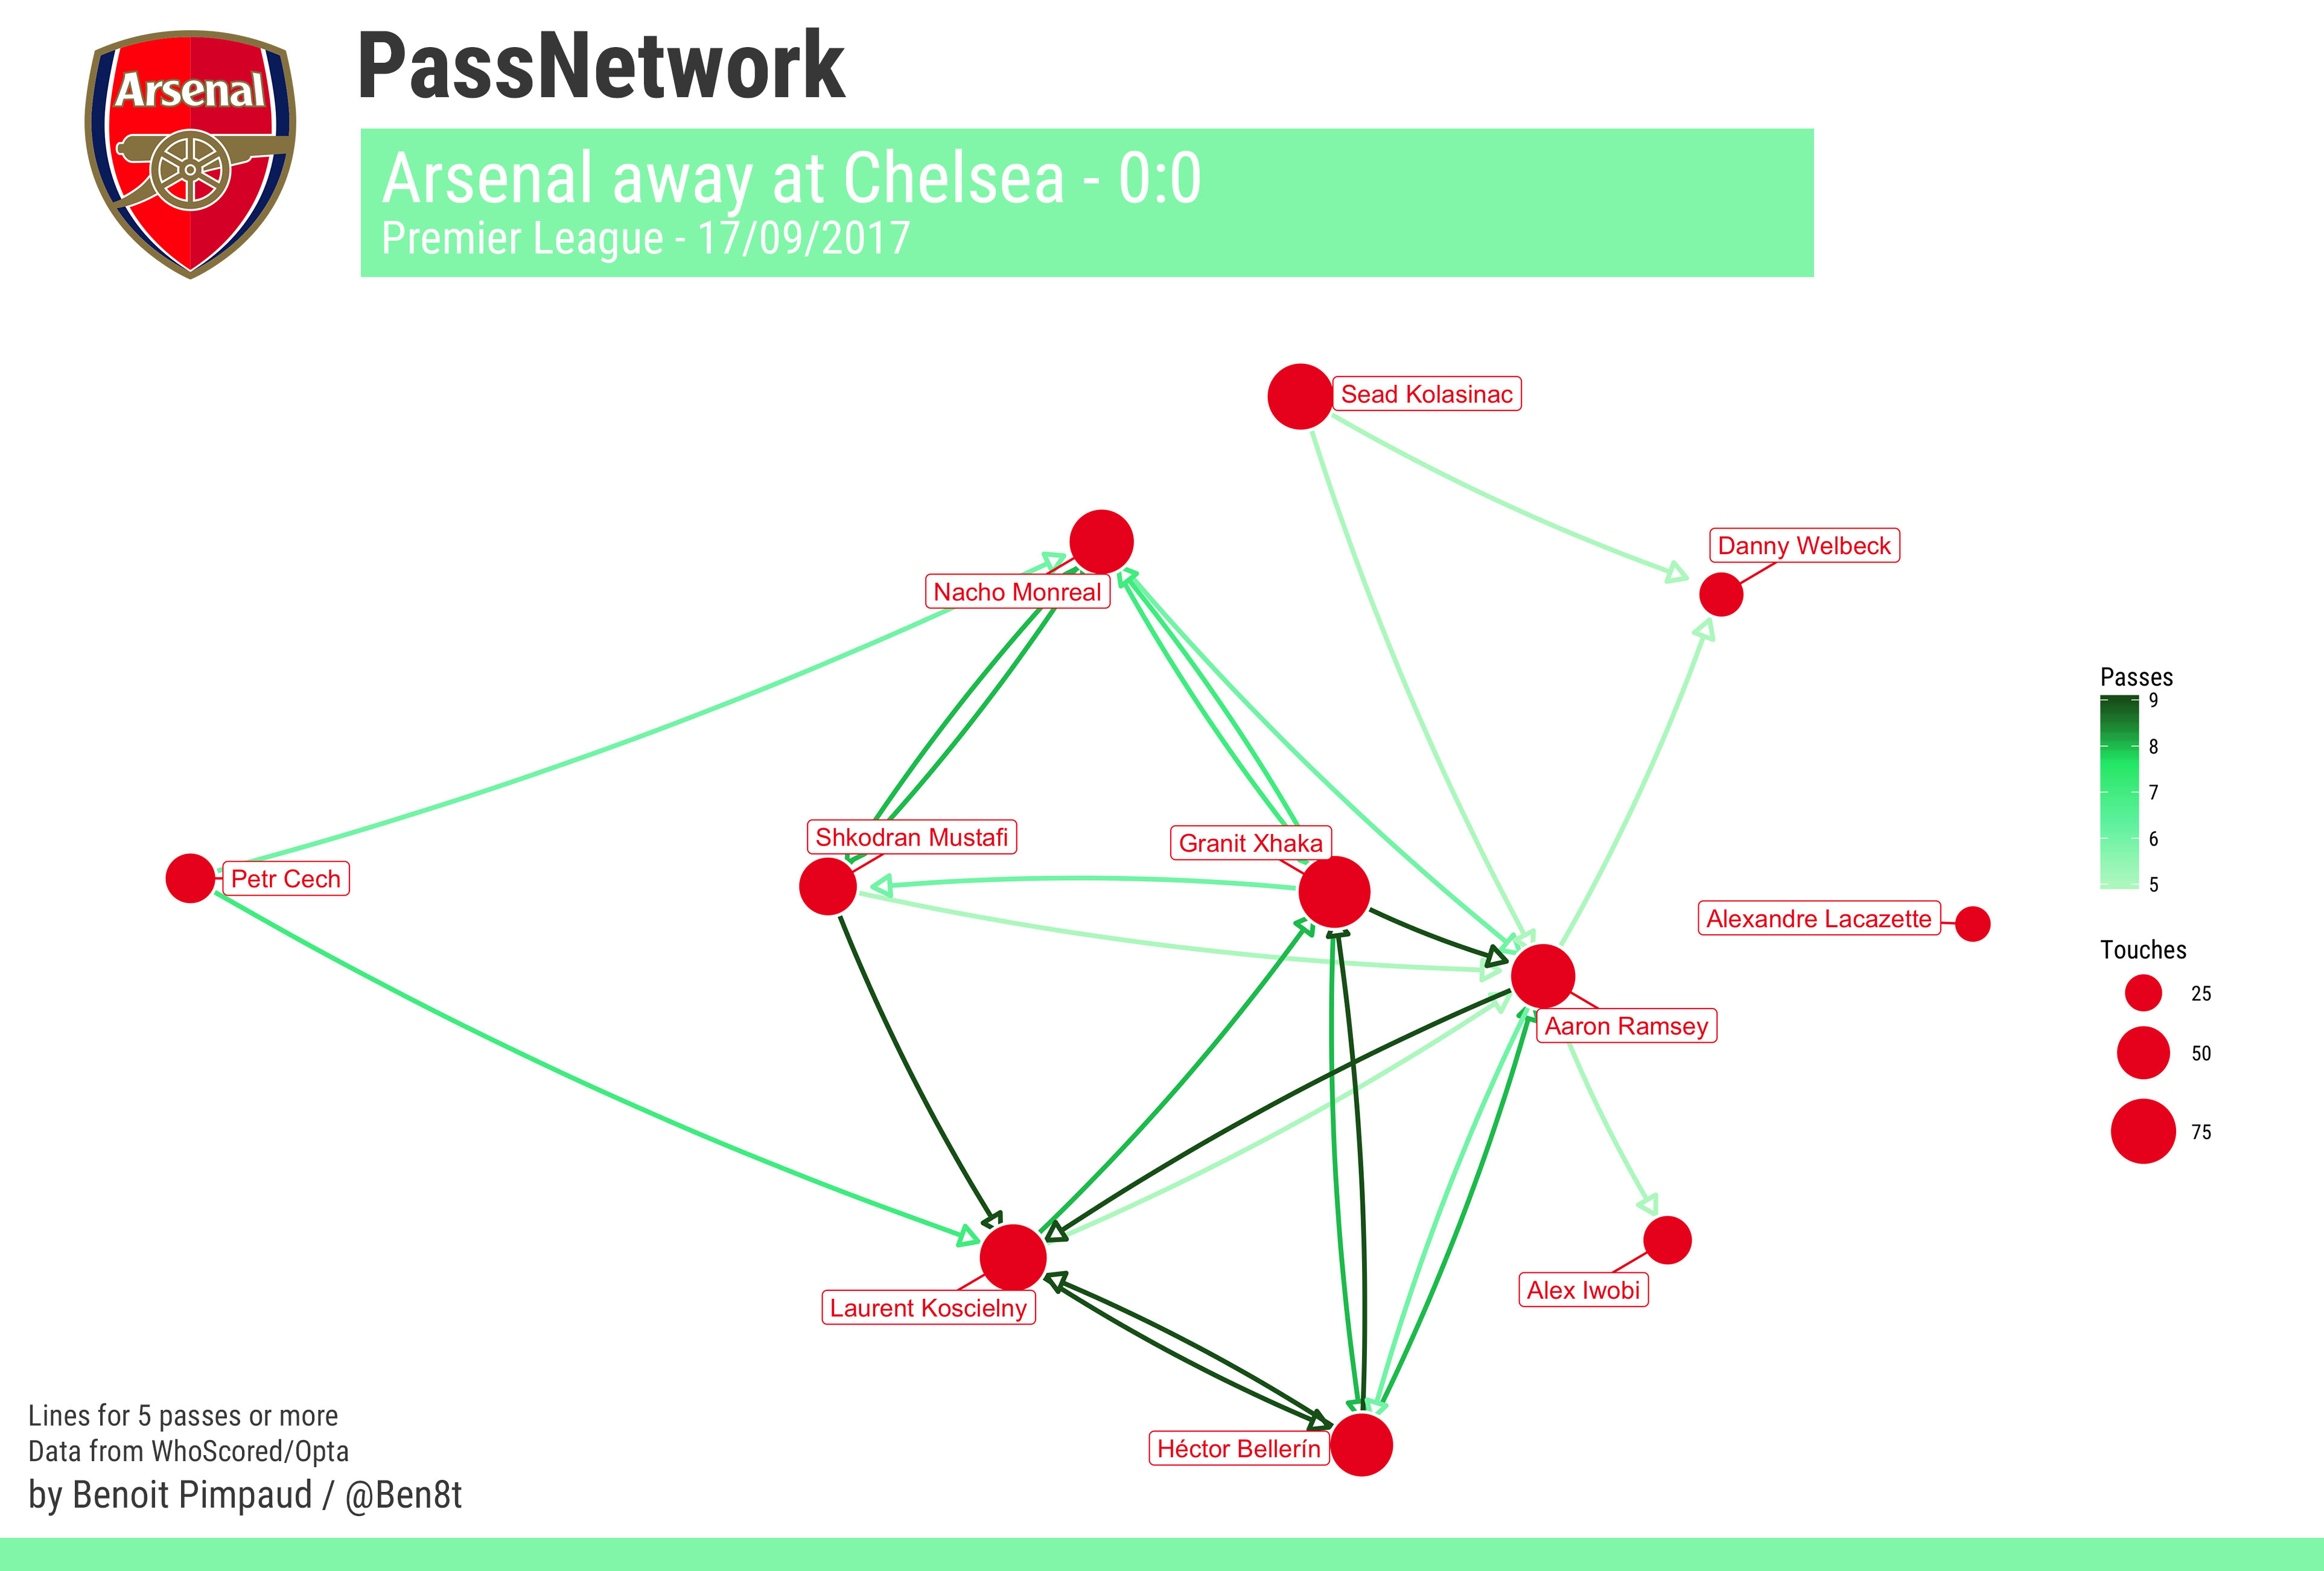 Arsenal
PassNetwork
Arsenal away at Chelsea - 0:0
Premier League - 17/09/2017
Sead Kolasinac
Danny Welbeck
Nacho Monreal
Passes
9
8
7
6
5
Shkodran Mustafi
Granit Xhaka
Petr Cech
Alexandre Lacazette
Touches
25
50
75
Aaron Ramsey
Alex Iwobi
Laurent Koscielny
Héctor Bellerín
Lines for 5 passes or more
Data from WhoScored/Opta
by Benoit Pimpaud / @Ben8t